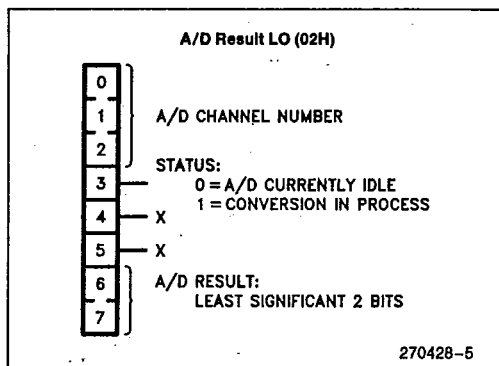 A/D Result LO (02H)
0
1
2
A/D CHANNEL NUMBER
STATUS:
3
0 = A/D CURRENTLY IDLE
1 = CONVERSION IN PROCESS
4 X
5 X
6
7
A/D RESULT:
LEAST SIGNIFICANT 2 BITS
270428-5